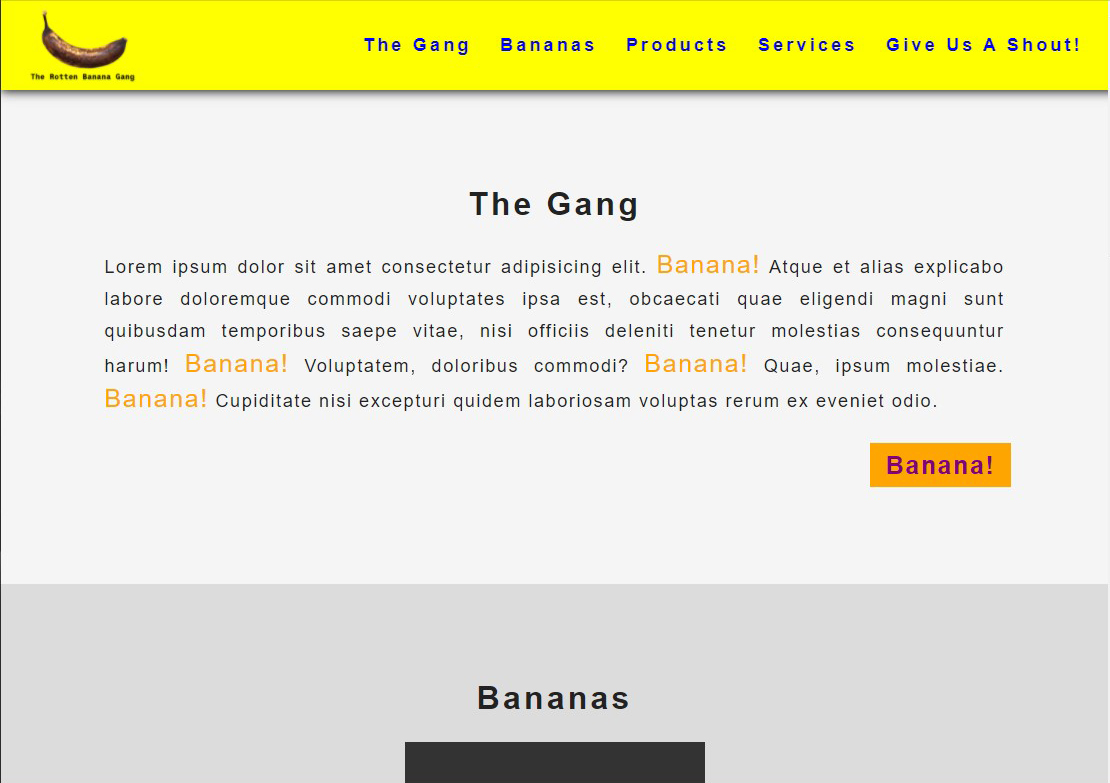 The Rotten Banana Gang
The Gang Bananas Products Services Give Us A Shout!
The Gang
Lorem ipsum dolor sit amet consectetur adipisicing elit. Banana! Atque et alias explicabo
labore doloremque commodi voluptates ipsa est, obcaecati quae eligendi magni sunt
quibusdam temporibus saepe vitae, nisi officiis deleniti tenetur molestias consequuntur
harum! Banana! Voluptatem, doloribus commodi? Banana! Quae, ipsum molestiae.
Banana! Cupiditate nisi excepturi quidem laboriosam voluptas rerum ex eveniet odio.
Banana!
Bananas